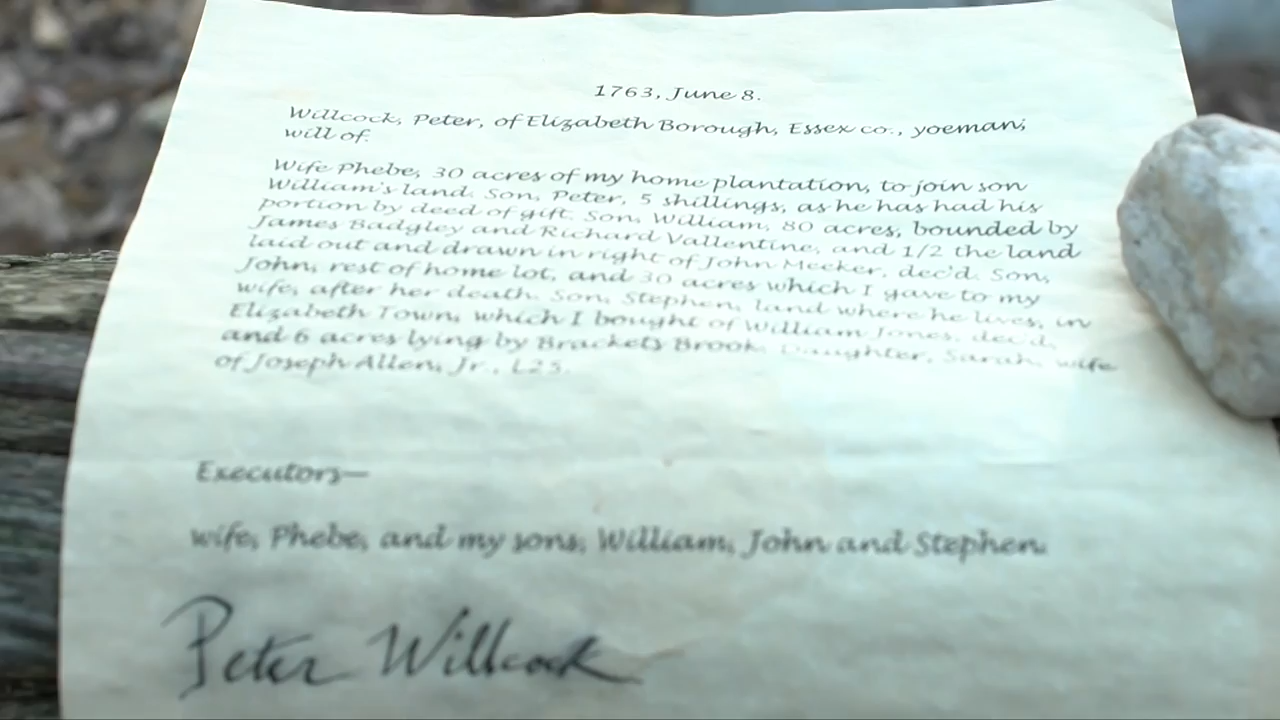 1763, June 8.
Willcock, Peter, of Elizabeth Borough, Essex co., yoeman;
will of.
Wife Phebe, 30 acres of my home plantation, to join son
William's land. Son, Peter, 5 shillings, as he has had his
portion by deed of gift. Son, William, 80 acres, bounded by
James Badgley and Richard Vallentine, and 1/2 the land
laid out and drawn in right of John Meeker, dec'd. Son,
John, rest of home lot, and 30 acres which I gave to my
wife, after her death. Son, Stephen, land where he lives, in
Elizabeth Town, which I bought of William Jones, dec'd,
and 6 acres lying by Brackets Brook. Daughter, Sarah, wife
of Joseph Allen, Jr., L25.
Executors—
wife, Phebe, and my sons, William, John and Stephen.
Peter Willcock